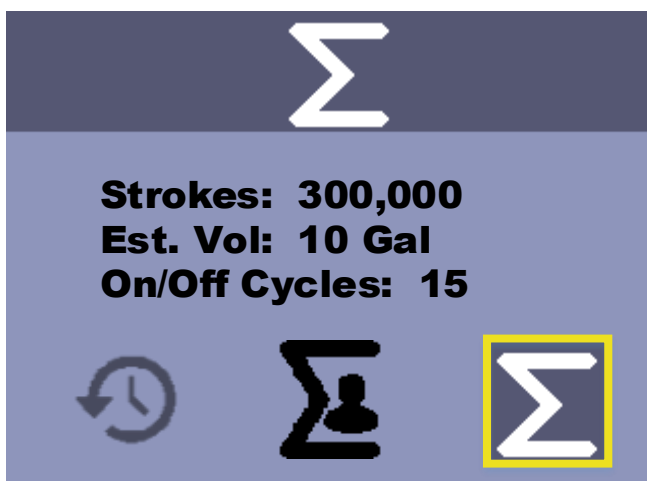 Σ
Strokes: 300,000
Est. Vol: 10 Gal
On/Off Cycles: 15
Σ Σ